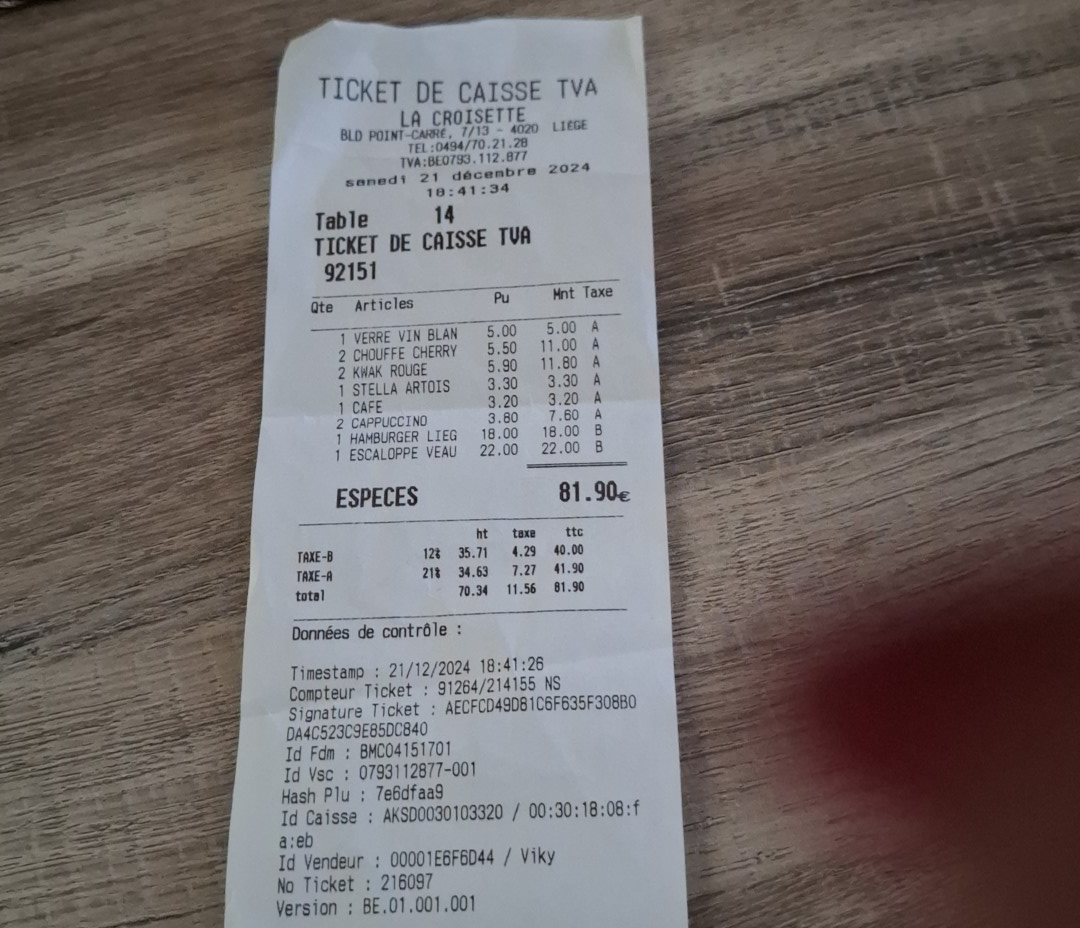 TICKET DE CAISSE TVA
LA CROISETTE
BLD POINT-CARRÉ, 7/13 - 4020 LIÈGE
TEL:0494/70.21.28
TVA:BE0793.112.877
samedi 21 décembre 2024
18:41:34
Table 14
TICKET DE CAISSE TVA
92151
Qte Articles Pu Mnt Taxe
1 VERRE VIN BLAN 5.00 5.00 A
2 CHOUFFE CHERRY 5.50 11.00 A
2 KWAK ROUGE 5.90 11.80 A
1 STELLA ARTOIS 3.30 3.30 A
1 CAFE 3.20 3.20 A
2 CAPPUCCINO 3.80 7.60 A
1 HAMBURGER LIEG 18.00 18.00 B
1 ESCALOPPE VEAU 22.00 22.00 B
ESPECES 81.90€
ht taxe ttc
TAXE-B 12% 35.71 4.29 40.00
TAXE-A 21% 34.63 7.27 41.90
total 70.34 11.56 81.90
Données de contrôle :
Timestamp : 21/12/2024 18:41:26
Compteur Ticket : 91264/214155 NS
Signature Ticket : AECFCD49D81C6F635F308B0
DA4C523C9E85DC840
Id Fdm : BMC04151701
Id Vsc : 0793112877-001
Hash Plu : 7e6dfaa9
Id Caisse : AKSD0030103320 / 00:30:18:08:f
a:eb
Id Vendeur : 00001E6F6D44 / Viky
No Ticket : 216097
Version : BE.01.001.001